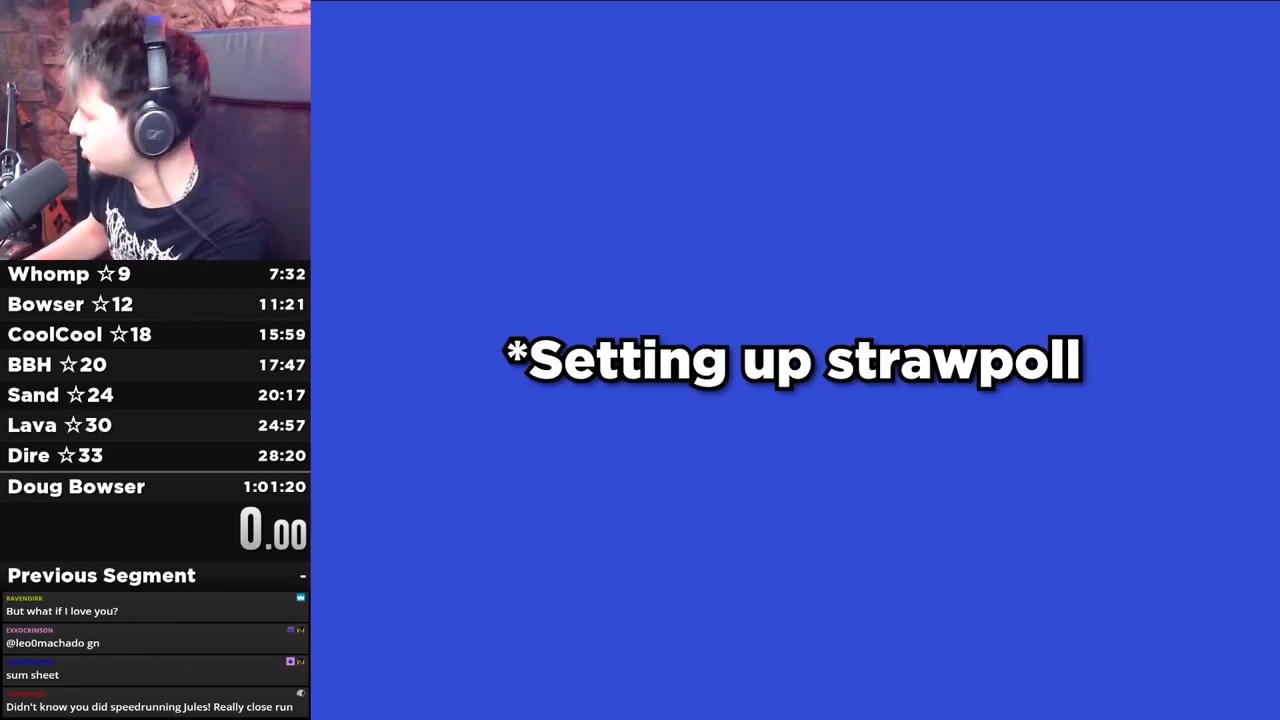 Whomp ☆9 7:32
Bowser ☆12 11:21
CoolCool ☆18 15:59
BBH ☆20 17:47
Sand ☆24 20:17
Lava ☆30 24:57
Dire ☆33 28:20
Doug Bowser 1:01:20
0.00
Previous Segment -
RAVENDIRK
But what if I love you?
EXXOCRIMSON
@leo0machado gn
sum sheet
Didn't know you did speedrunning Jules! Really close run
*Setting up strawpoll